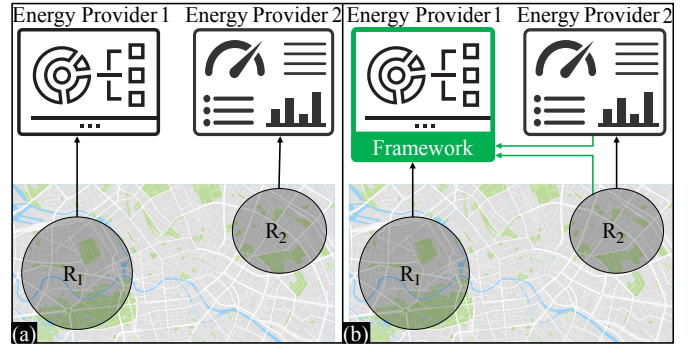 Energy Provider 1
Energy Provider 2
Energy Provider 1
Energy Provider 2
Framework
R1
R2
R1
R2
(a)
(b)